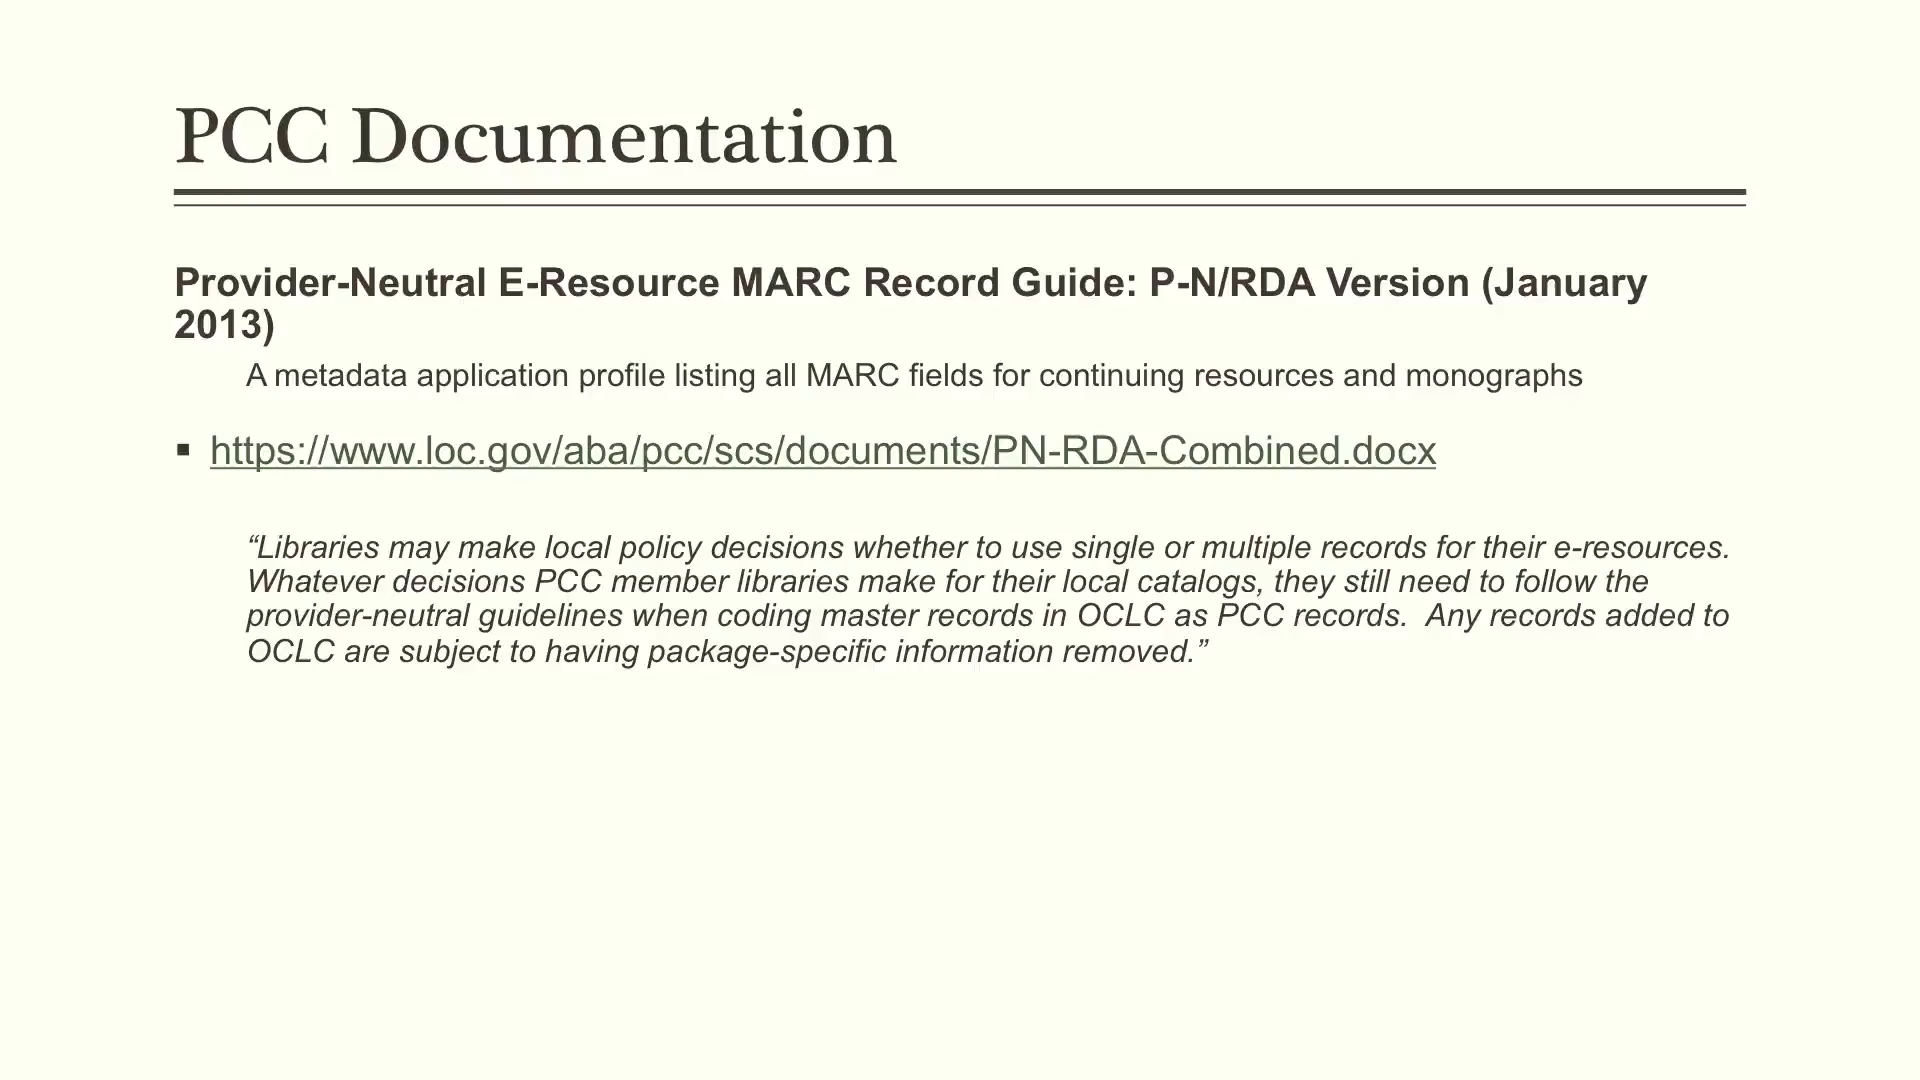 PCC Documentation
Provider-Neutral E-Resource MARC Record Guide: P-N/RDA Version (January
2013)
A metadata application profile listing all MARC fields for continuing resources and monographs
▪ https://www.loc.gov/aba/pcc/scs/documents/PN-RDA-Combined.docx
“Libraries may make local policy decisions whether to use single or multiple records for their e-resources.
Whatever decisions PCC member libraries make for their local catalogs, they still need to follow the
provider-neutral guidelines when coding master records in OCLC as PCC records.  Any records added to
OCLC are subject to having package-specific information removed.”